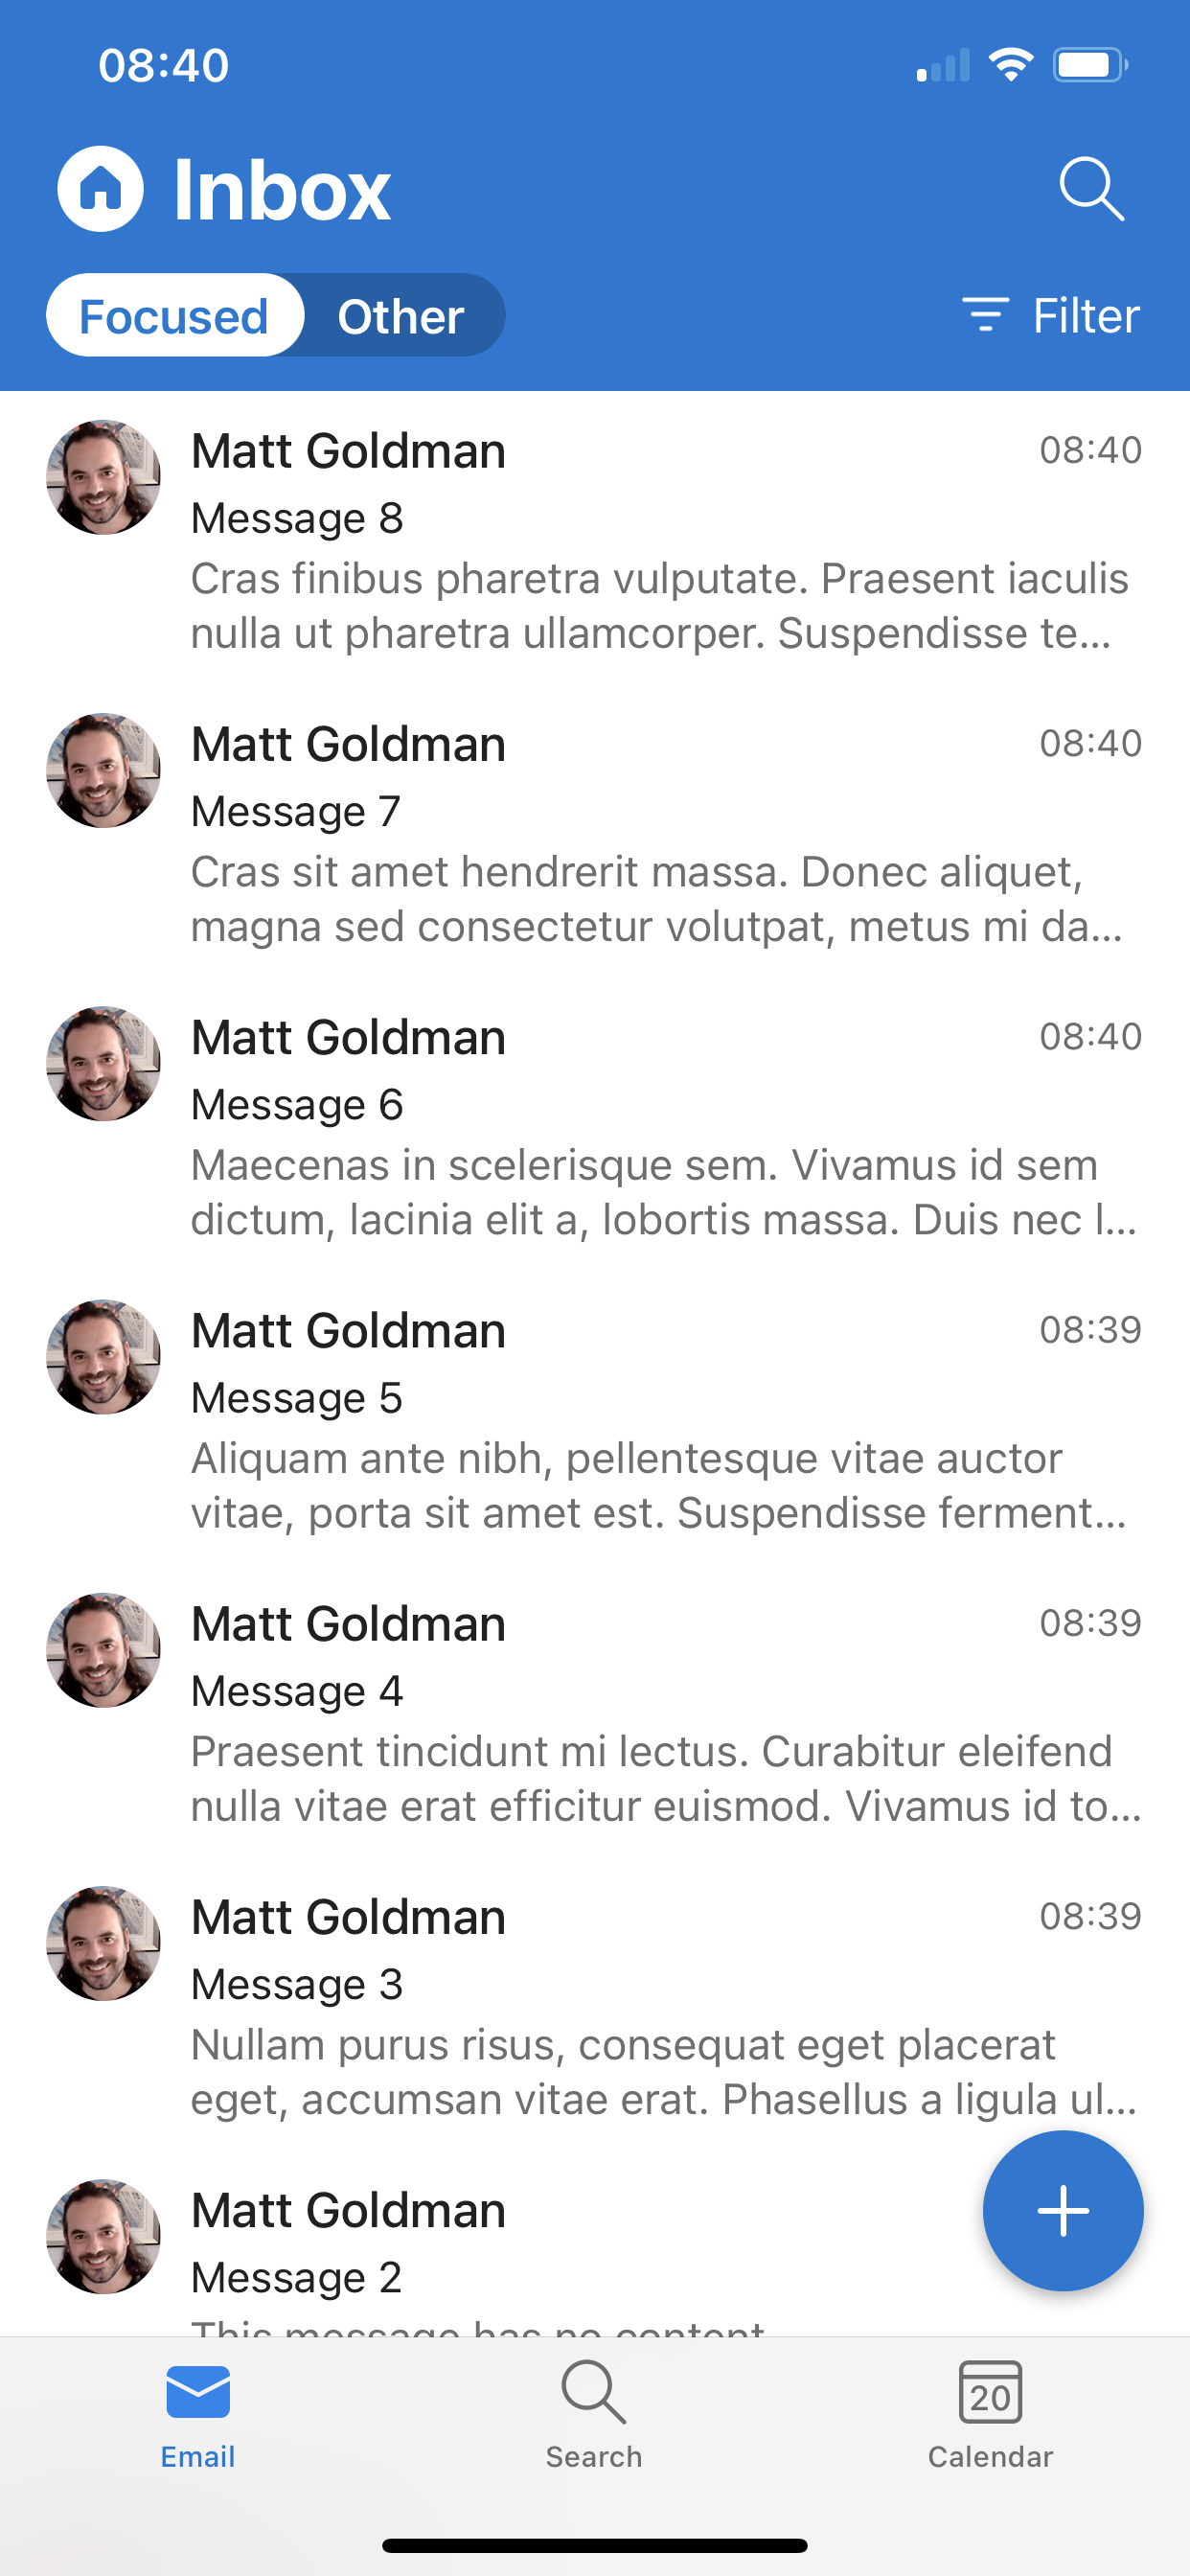 08:40
Inbox
Focused Other Filter
Matt Goldman 08:40
Message 8
Cras finibus pharetra vulputate. Praesent iaculis
nulla ut pharetra ullamcorper. Suspendisse te...
Matt Goldman 08:40
Message 7
Cras sit amet hendrerit massa. Donec aliquet,
magna sed consectetur volutpat, metus mi da...
Matt Goldman 08:40
Message 6
Maecenas in scelerisque sem. Vivamus id sem
dictum, lacinia elit a, lobortis massa. Duis nec l...
Matt Goldman 08:39
Message 5
Aliquam ante nibh, pellentesque vitae auctor
vitae, porta sit amet est. Suspendisse ferment...
Matt Goldman 08:39
Message 4
Praesent tincidunt mi lectus. Curabitur eleifend
nulla vitae erat efficitur euismod. Vivamus id to...
Matt Goldman 08:39
Message 3
Nullam purus risus, consequat eget placerat
eget, accumsan vitae erat. Phasellus a ligula ul...
Matt Goldman
Message 2
This message has no content
20
Email Search Calendar